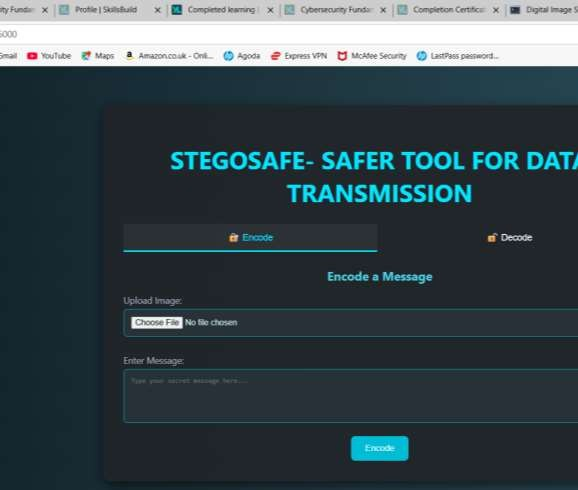 ity Fundar × Profile | SkillsBuild × Completed learning | × Cybersecurity Fundar × Completion Certificat × Digital Image S
5000
Gmail YouTube Maps Amazon.co.uk - Onli... Agoda Express VPN McAfee Security LastPass password...
STEGOSAFE- SAFER TOOL FOR DATA
TRANSMISSION
Encode Decode
Encode a Message
Upload Image:
Choose File No file chosen
Enter Message:
Type your secret message here...
Encode